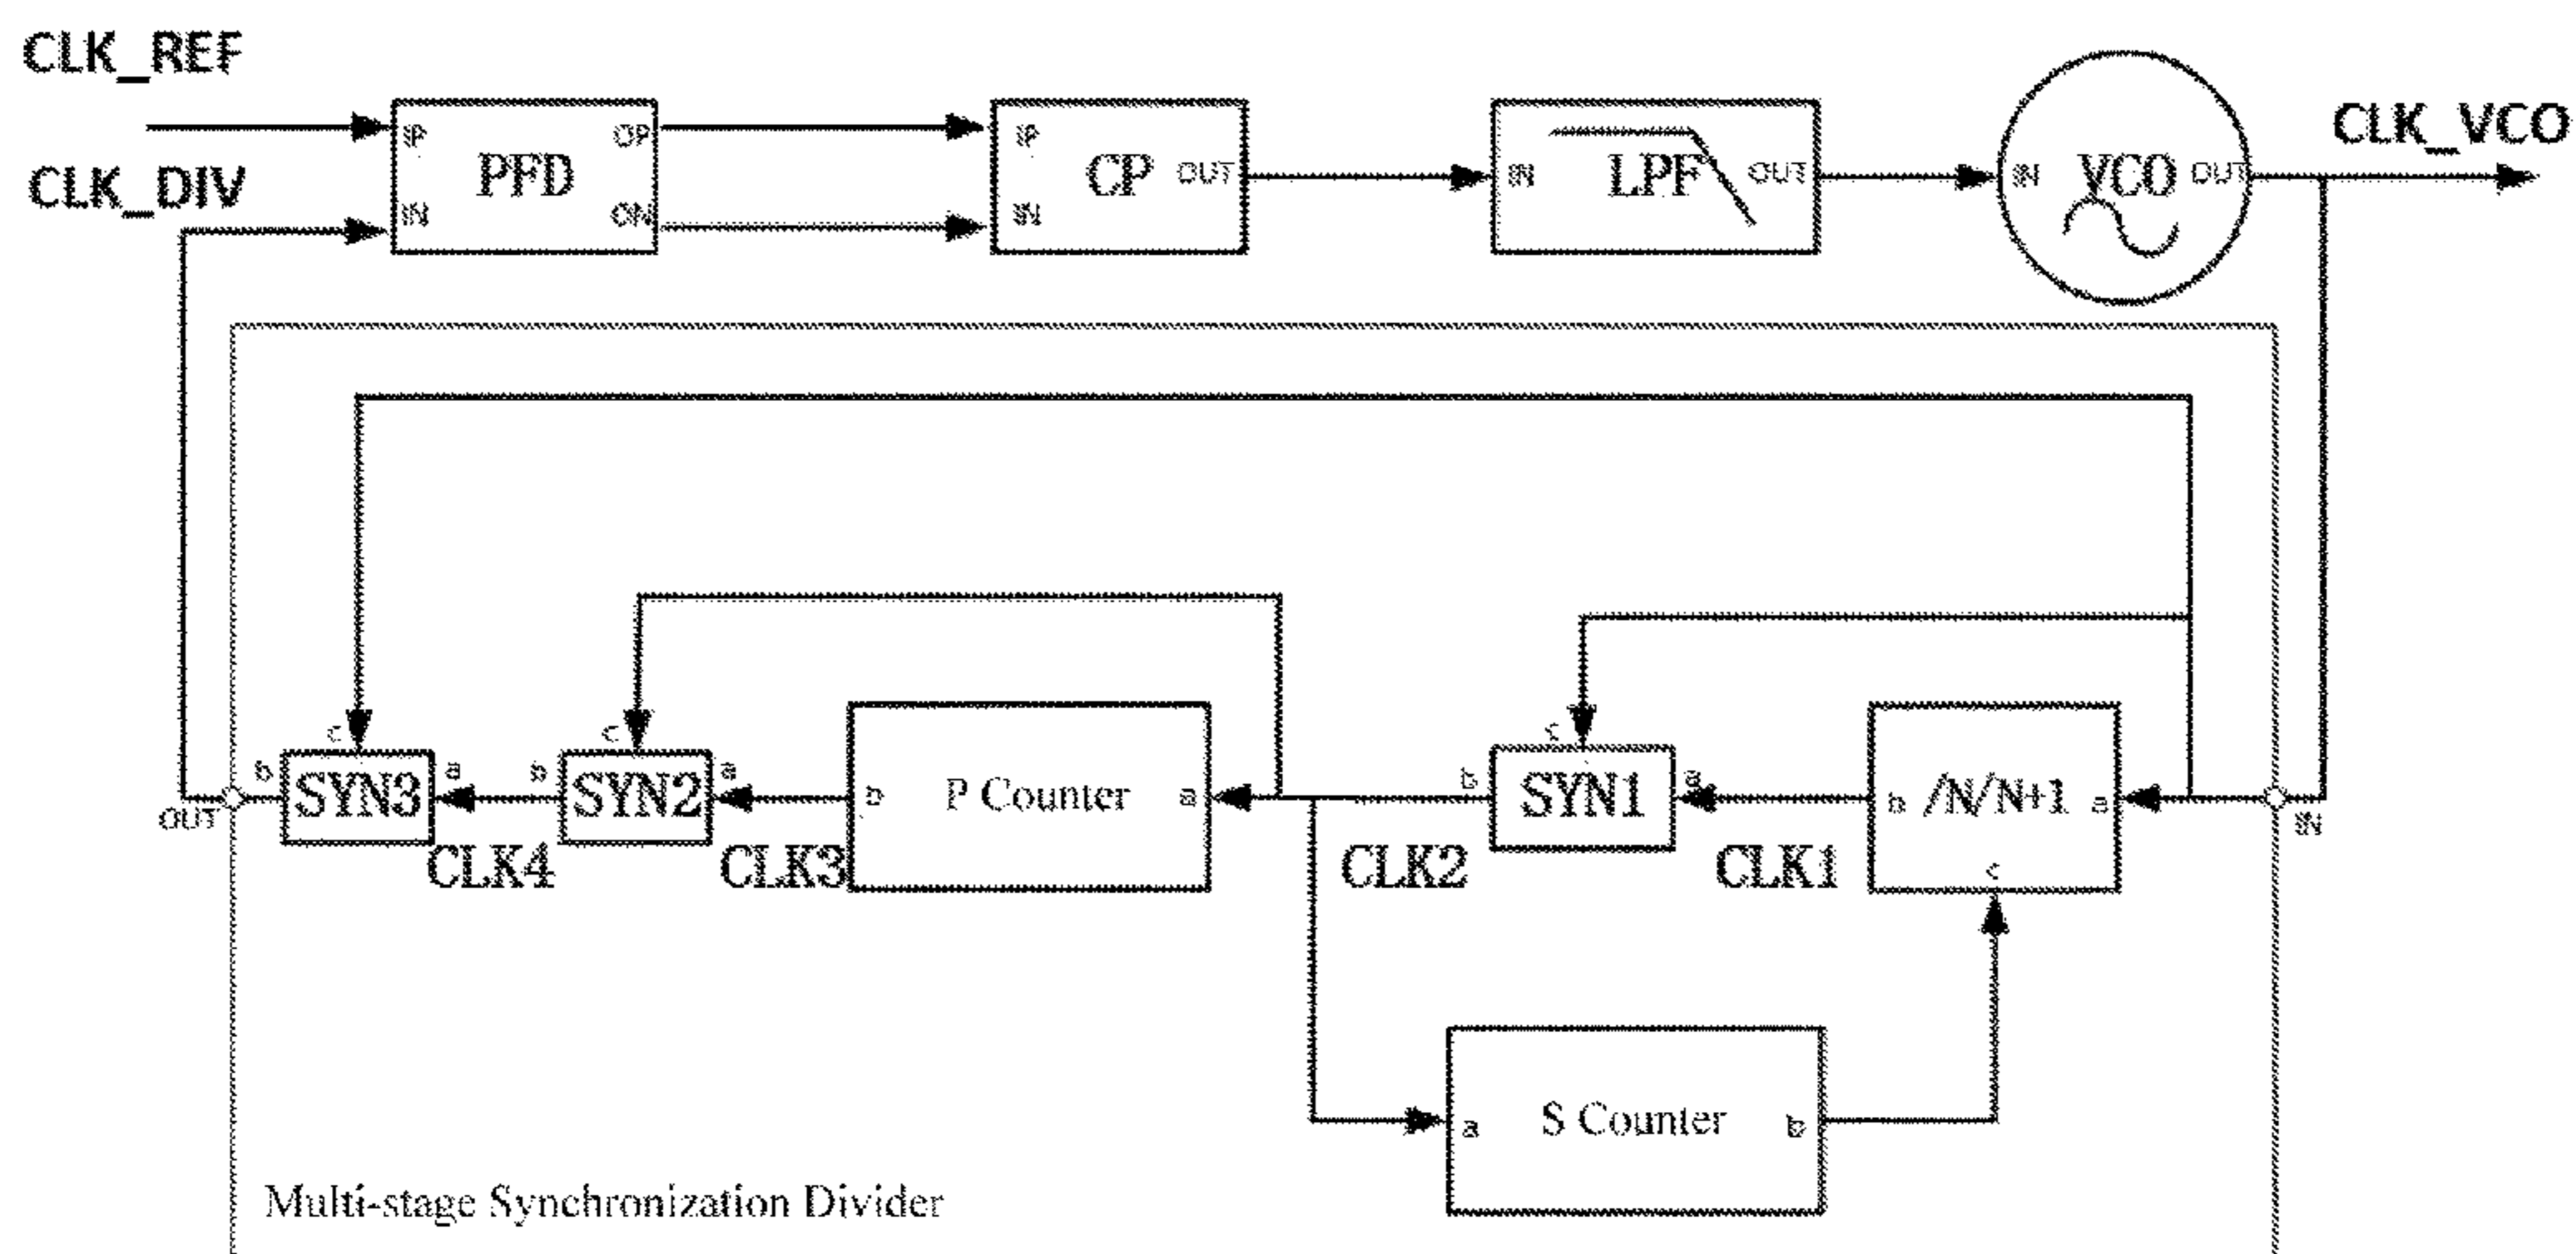 CLK_REF
CLK_DIV
IP
IN
PFD
OP
ON
IP
IN
CP
OUT
IN
LPF
OUT
IN
VCO
OUT
CLK_VCO
c
b
SYN3
a
OUT
CLK4
c
b
SYN2
a
CLK3
b
P Counter
a
c
b
SYN1
a
CLK2
CLK1
b
/N/N+1
a
c
IN
a
S Counter
b
Multi-stage Synchronization Divider